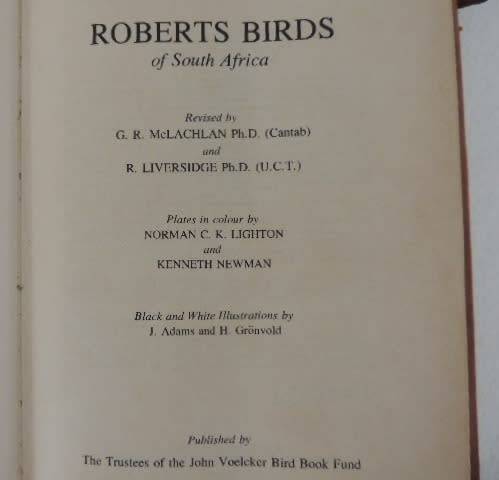 ROBERTS BIRDS
of South Africa
Revised by
G. R. McLACHLAN Ph.D. (Cantab)
and
R. LIVERSIDGE Ph.D. (U.C.T.)
Plates in colour by
NORMAN C. K. LIGHTON
and
KENNETH NEWMAN
Black and White Illustrations by
J. Adams and H. Grönvold
Published by
The Trustees of the John Voelcker Bird Book Fund